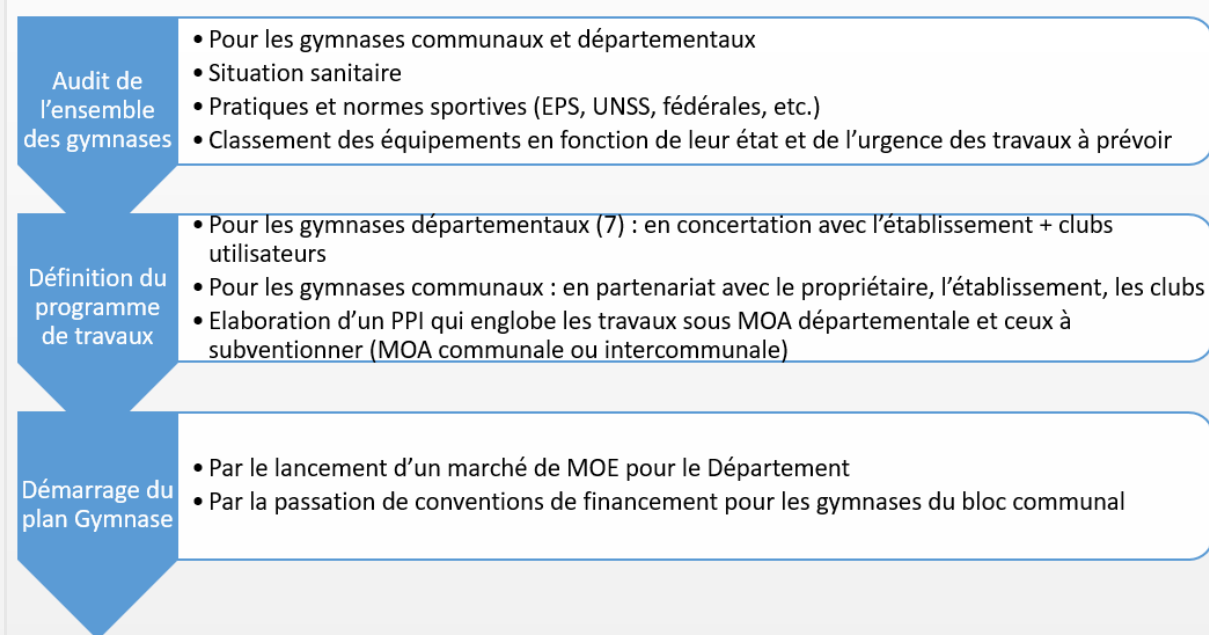 Audit de
l’ensemble
des gymnases
• Pour les gymnases communaux et départementaux
• Situation sanitaire
• Pratiques et normes sportives (EPS, UNSS, fédérales, etc.)
• Classement des équipements en fonction de leur état et de l’urgence des travaux à prévoir
Définition du
programme
de travaux
• Pour les gymnases départementaux (7) : en concertation avec l’établissement + clubs
utilisateurs
• Pour les gymnases communaux : en partenariat avec le propriétaire, l’établissement, les clubs
• Elaboration d’un PPI qui englobe les travaux sous MOA départementale et ceux à
subventionner (MOA communale ou intercommunale)
Démarrage du
plan Gymnase
• Par le lancement d’un marché de MOE pour le Département
• Par la passation de conventions de financement pour les gymnases du bloc communal